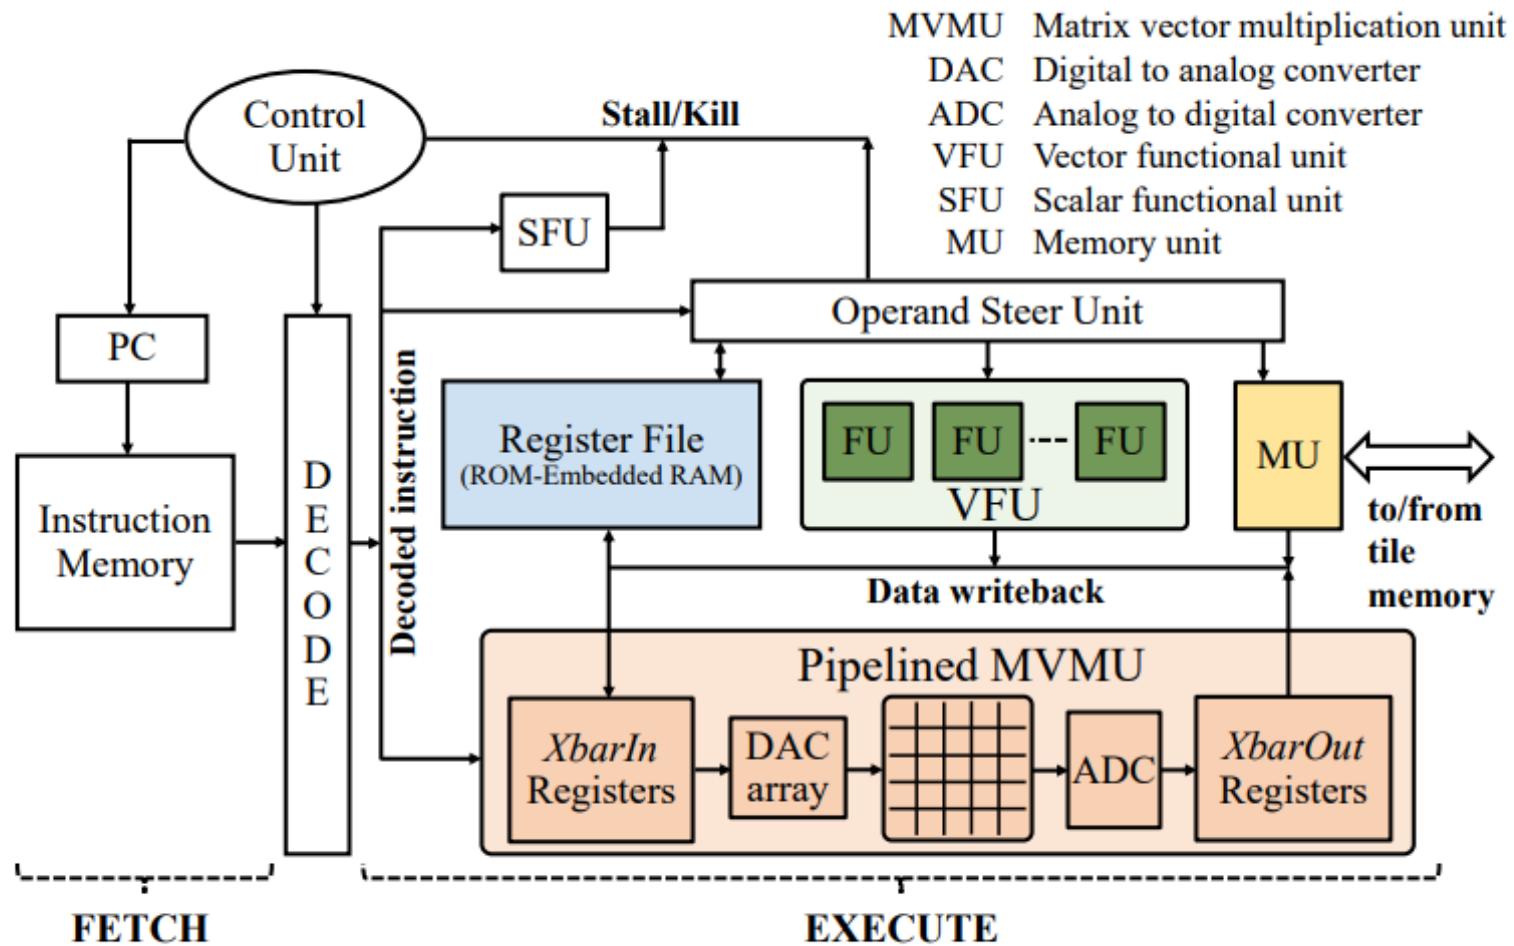 MVMU Matrix vector multiplication unit
DAC Digital to analog converter
ADC Analog to digital converter
VFU Vector functional unit
SFU Scalar functional unit
MU Memory unit
Control
Unit
Stall/Kill
SFU
PC
Operand Steer Unit
Instruction
Memory
DECODE
Decoded instruction
Register File
(ROM-Embedded RAM)
FU FU FU
VFU
MU
to/from
tile
memory
Data writeback
Pipelined MVMU
XbarIn
Registers
DAC
array
ADC
XbarOut
Registers
FETCH
EXECUTE